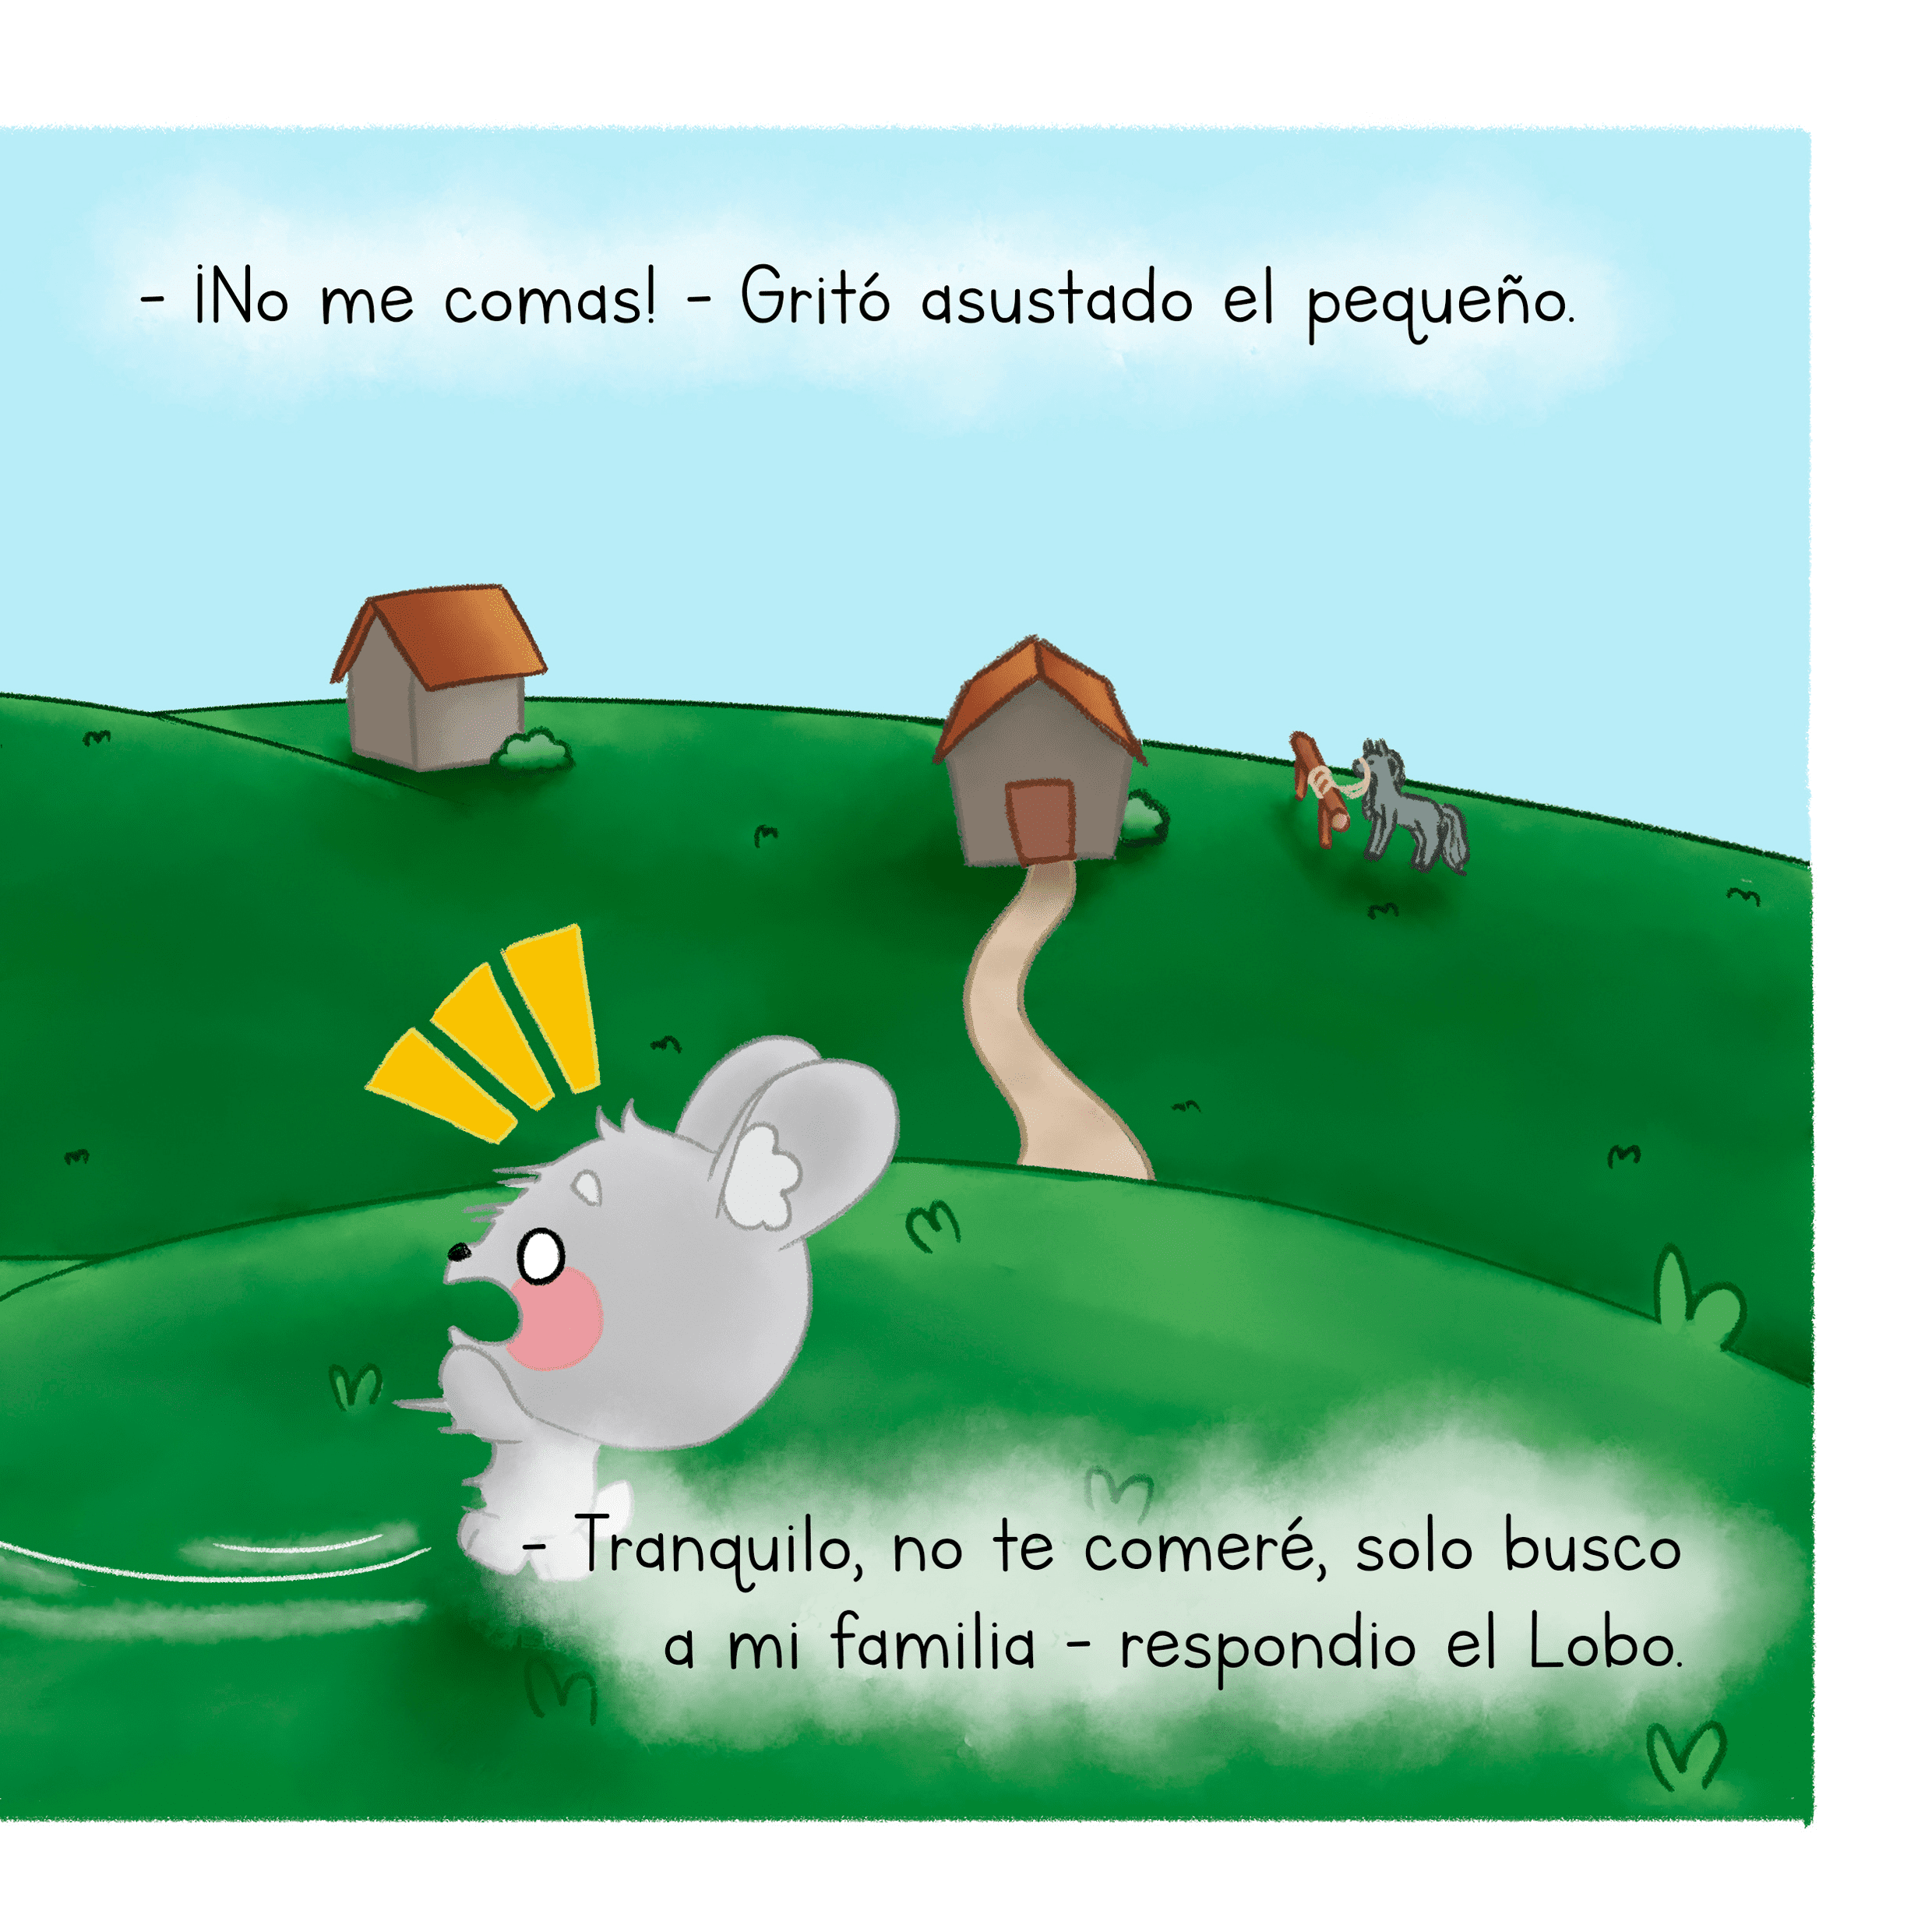 - ¡No me comas! - Gritó asustado el pequeño.
- Tranquilo, no te comeré, solo busco
a mi familia - respondio el Lobo.